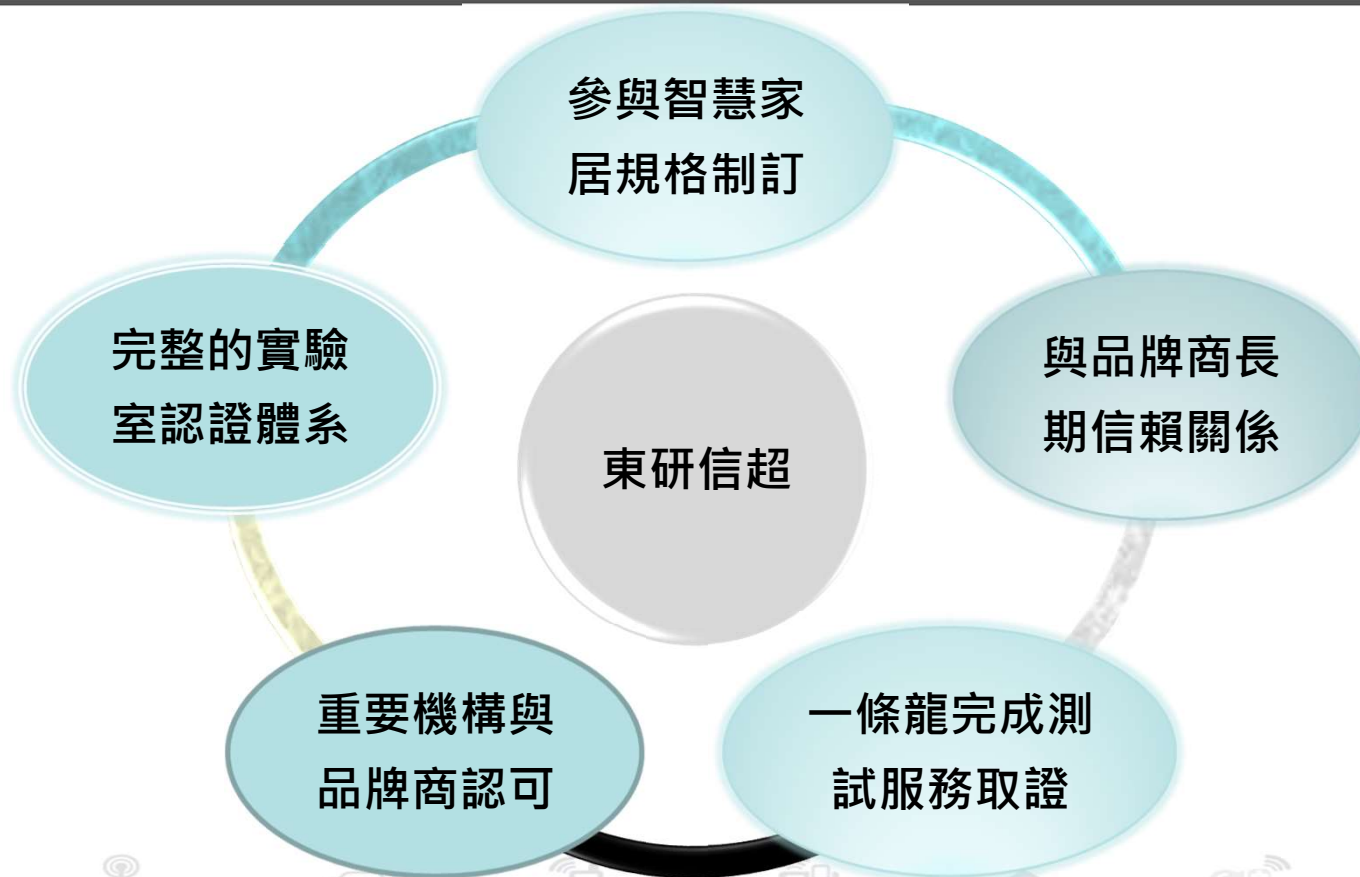 參與智慧家
居規格制訂
完整的實驗
室認證體系
與品牌商長
期信賴關係
東研信超
重要機構與
品牌商認可
一條龍完成測
試服務取證